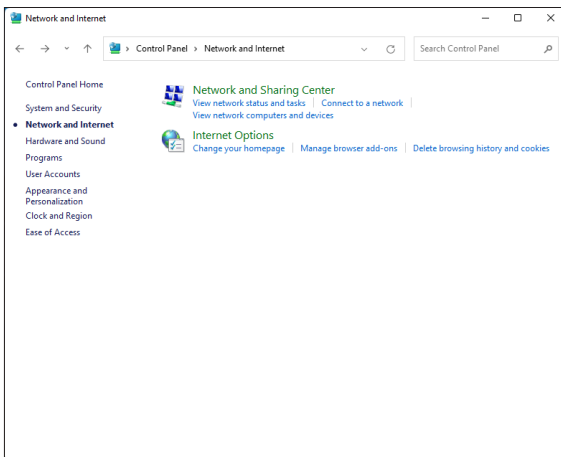 Network and Internet
Control Panel > Network and Internet
Search Control Panel
Control Panel Home
System and Security
Network and Internet
Hardware and Sound
Programs
User Accounts
Appearance and
Personalization
Clock and Region
Ease of Access
Network and Sharing Center
View network status and tasks
Connect to a network
View network computers and devices
Internet Options
Change your homepage
Manage browser add-ons
Delete browsing history and cookies